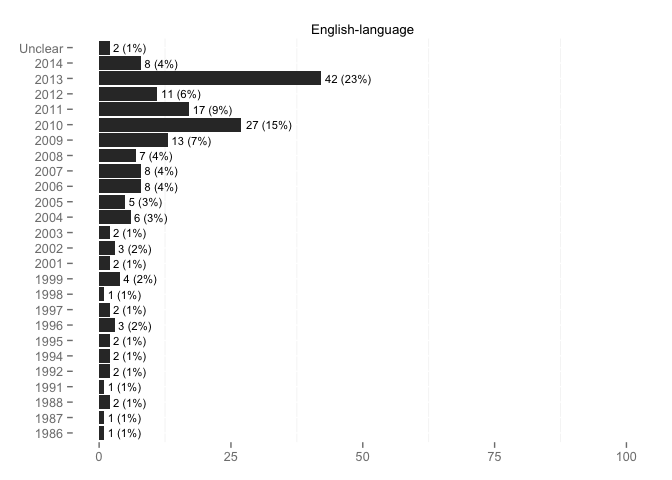 English-language
Unclear 2 (1%)
2014 8 (4%)
2013 42 (23%)
2012 11 (6%)
2011 17 (9%)
2010 27 (15%)
2009 13 (7%)
2008 7 (4%)
2007 8 (4%)
2006 8 (4%)
2005 5 (3%)
2004 6 (3%)
2003 2 (1%)
2002 3 (2%)
2001 2 (1%)
1999 4 (2%)
1998 1 (1%)
1997 2 (1%)
1996 3 (2%)
1995 2 (1%)
1994 2 (1%)
1992 2 (1%)
1991 1 (1%)
1988 2 (1%)
1987 1 (1%)
1986 1 (1%)
0 25 50 75 100